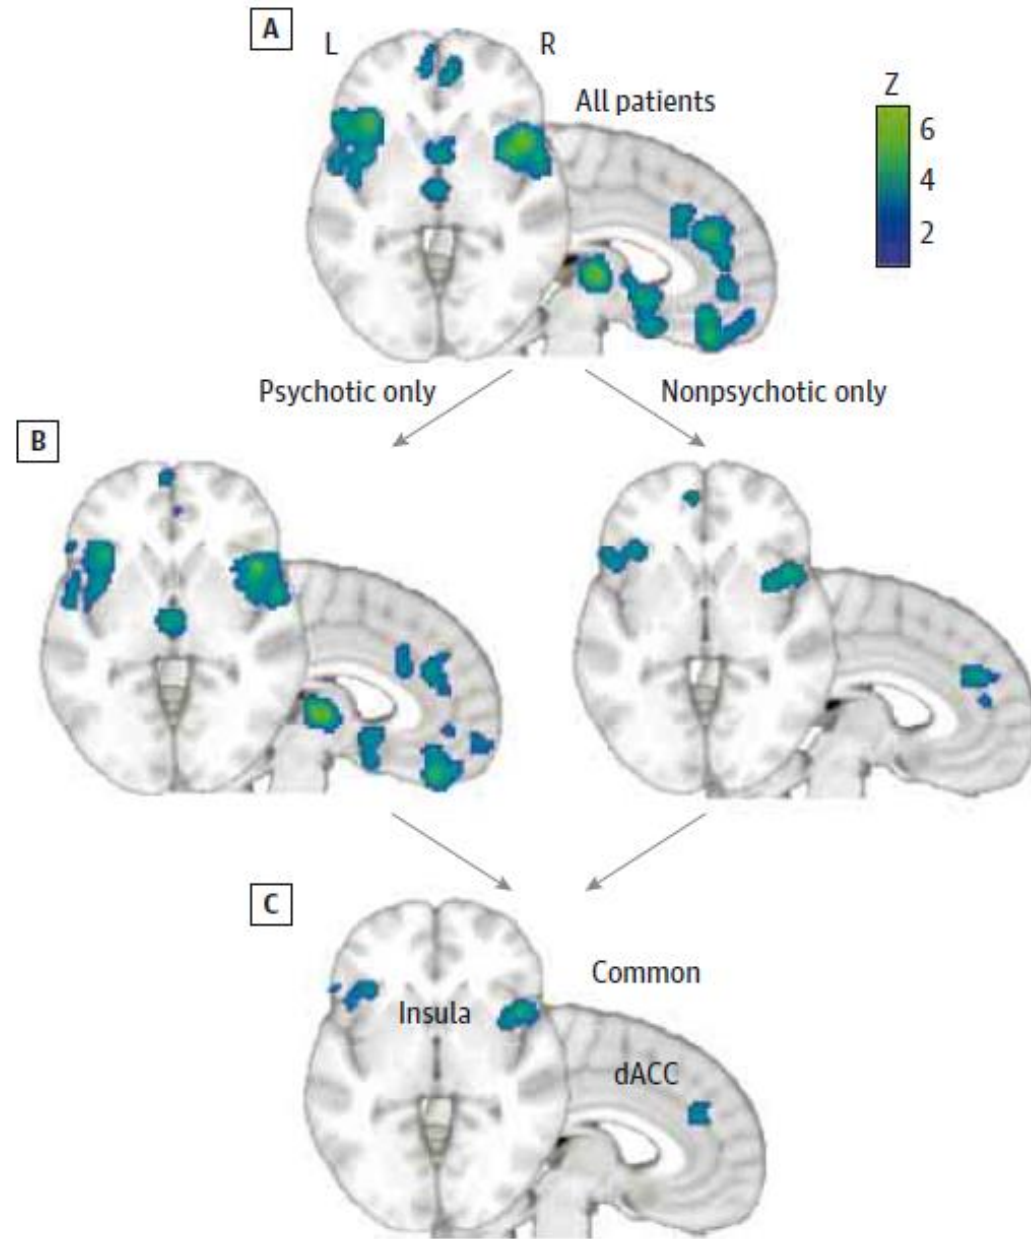 A
L
R
All patients
Z
6
4
2
Psychotic only
Nonpsychotic only
B
C
Common
Insula
dACC